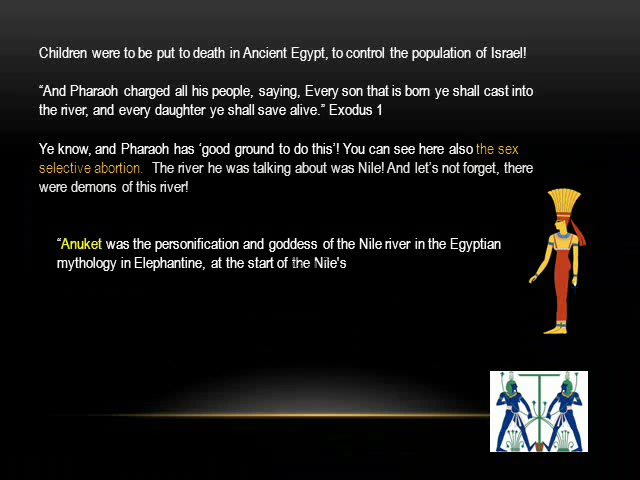 Children were to be put to death in Ancient Egypt, to control the population of Israel!
“And Pharaoh charged all his people, saying, Every son that is born ye shall cast into
the river, and every daughter ye shall save alive.” Exodus 1
Ye know, and Pharaoh has ‘good ground to do this’! You can see here also the sex
selective abortion. The river he was talking about was Nile! And let’s not forget, there
were demons of this river!
“Anuket was the personification and goddess of the Nile river in the Egyptian
mythology in Elephantine, at the start of the Nile's